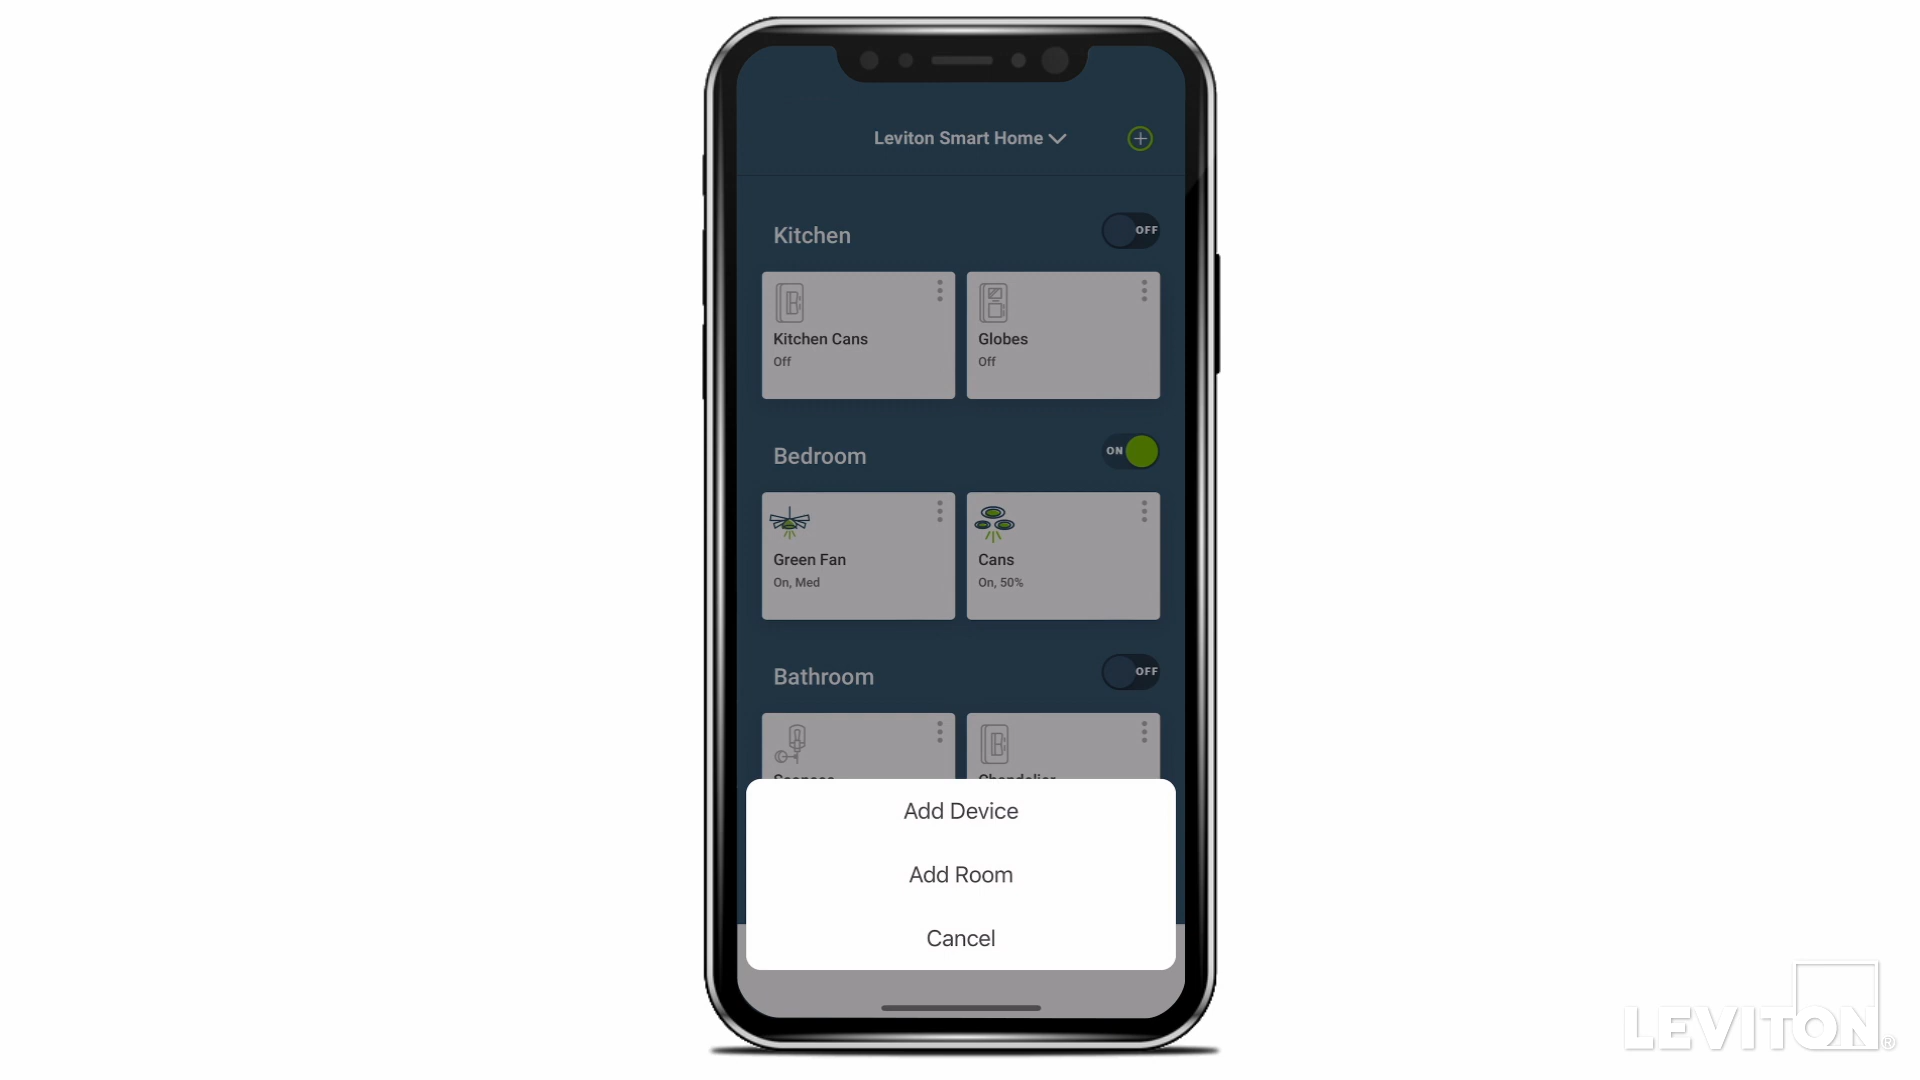 Leviton Smart Home
Kitchen
OFF
Kitchen Cans
Off
Globes
Off
Bedroom
ON
Green Fan
On, Med
Cans
On, 50%
Bathroom
OFF
Chandelier
Add Device
Add Room
Cancel
LEVITON®